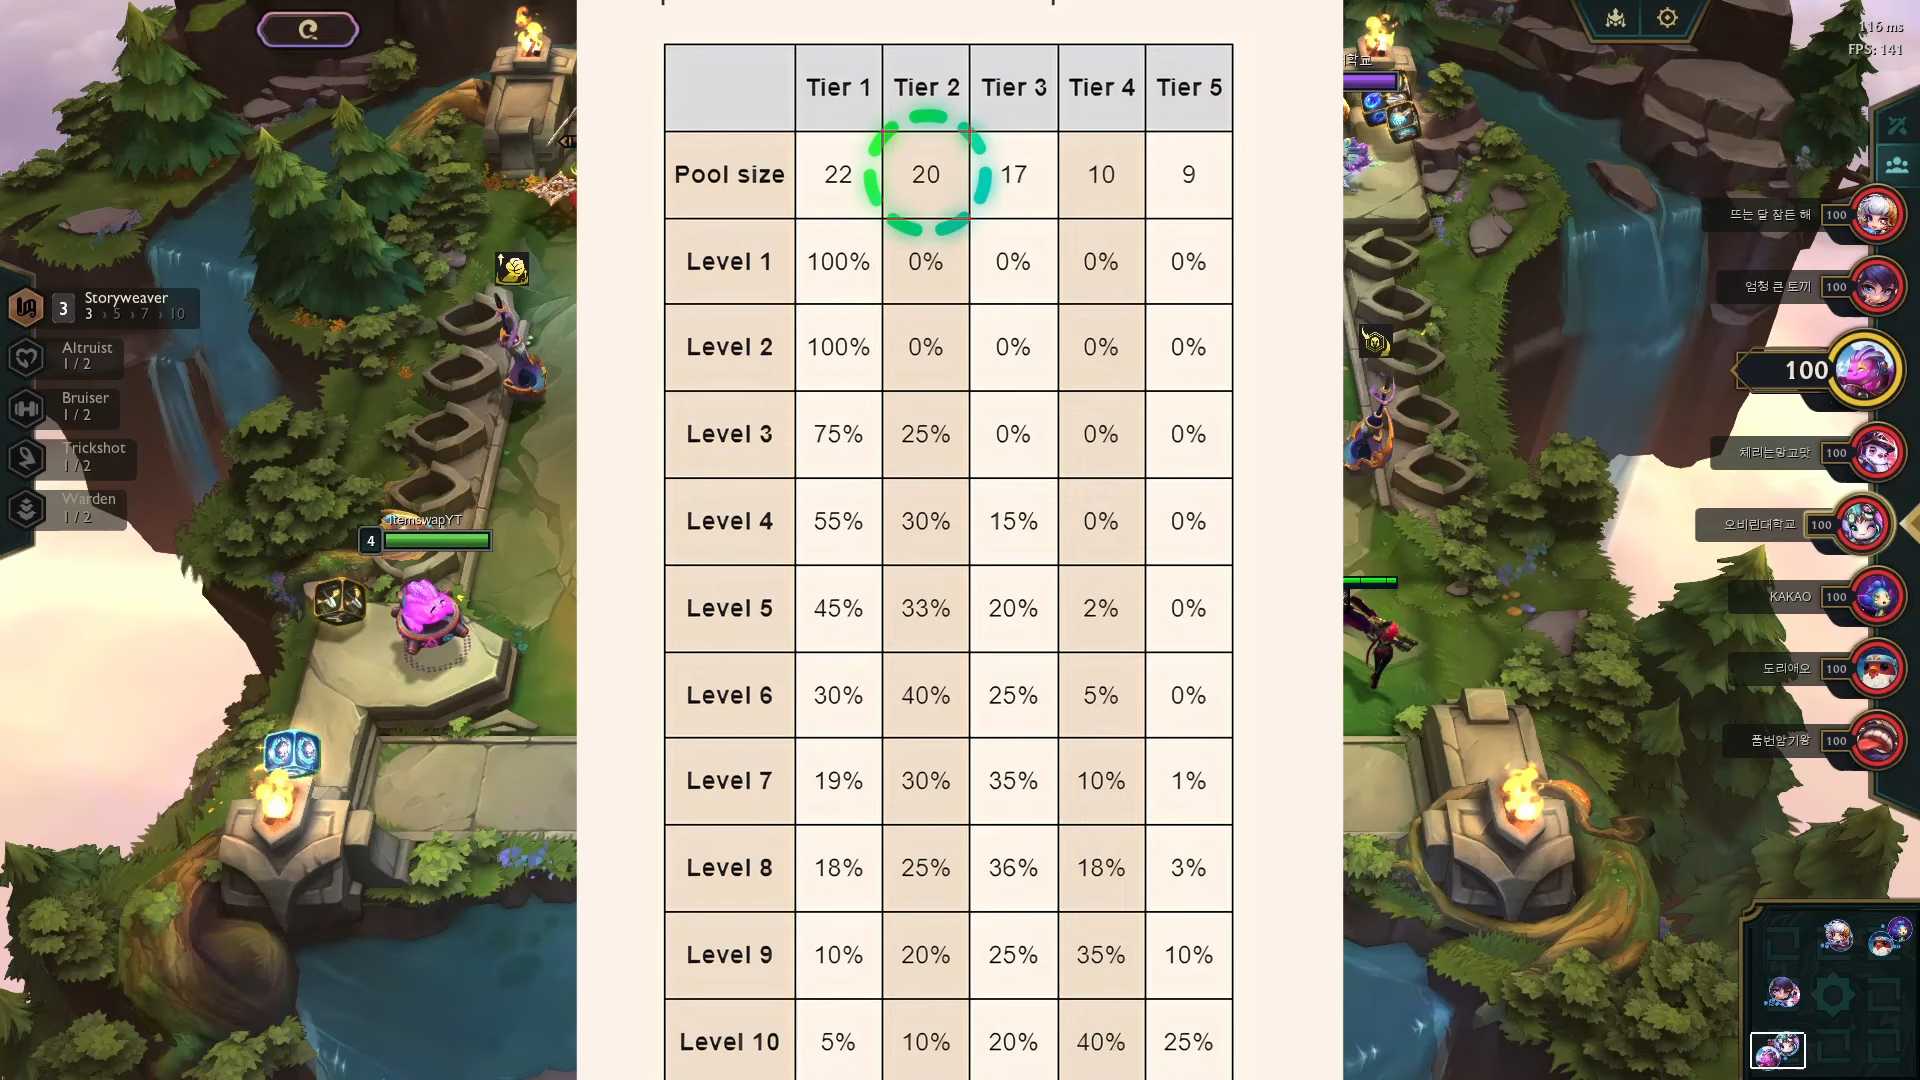 Tier 1 Tier 2 Tier 3 Tier 4 Tier 5
Pool size 22 20 17 10 9
Level 1 100% 0% 0% 0% 0%
Level 2 100% 0% 0% 0% 0%
Level 3 75% 25% 0% 0% 0%
Level 4 55% 30% 15% 0% 0%
Level 5 45% 33% 20% 2% 0%
Level 6 30% 40% 25% 5% 0%
Level 7 19% 30% 35% 10% 1%
Level 8 18% 25% 36% 18% 3%
Level 9 10% 20% 25% 35% 10%
Level 10 5% 10% 20% 40% 25%
3 Storyweaver
3 › 5 › 7 › 10
Altruist
1 / 2
Bruiser
1 / 2
Trickshot
1 / 2
Warden
1 / 2
ItemswapYT
4
116 ms
FPS: 141
학교
뜨는 달 잠든 해 100
엄청 큰 토끼 100
100
체리는망고맛 100
오비린대학교 100
KAKAO 100
도리애오 100
폼번암기왕 100